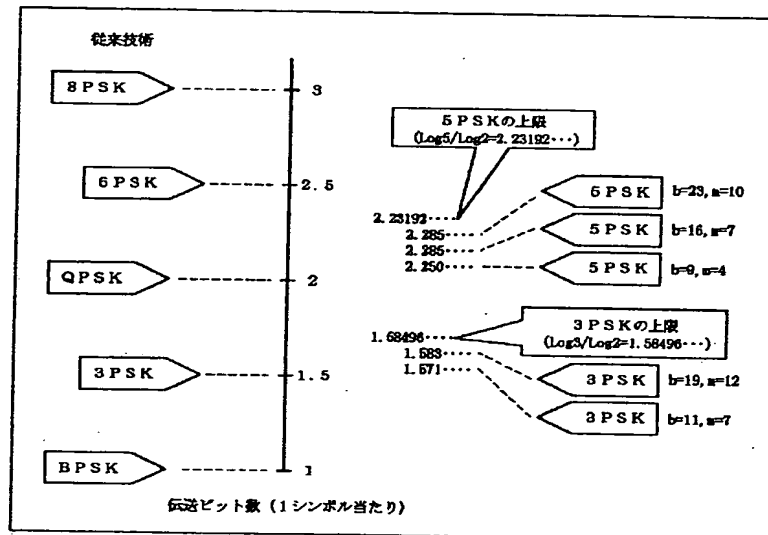 従来技術
8PSK
3
6PSK
2.5
QPSK
2
3PSK
1.5
BPSK
1
伝送ビット数(1シンボル当たり)
5PSKの上限
(Log5/Log2=2.23192･･･)
2.23192････
2.285････
2.285････
2.250････
5PSK b=23, m=10
5PSK b=16, m=7
5PSK b=9, m=4
3PSKの上限
(Log3/Log2=1.58496･･･)
1.58496････
1.583････
1.571････
3PSK b=19, m=12
3PSK b=11, m=7